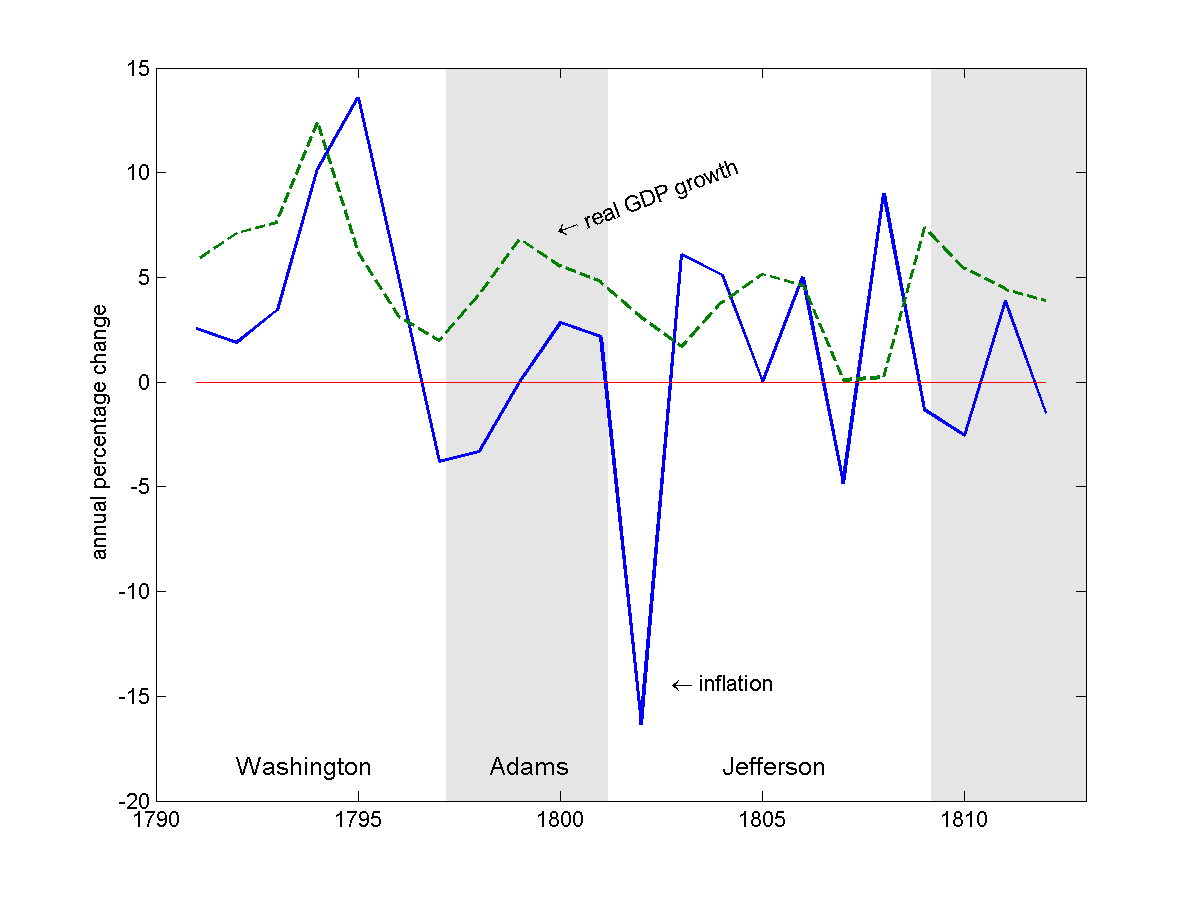 15
10
5
0
-5
-10
-15
-20
annual percentage change
← real GDP growth
← inflation
Washington
Adams
Jefferson
1790
1795
1800
1805
1810